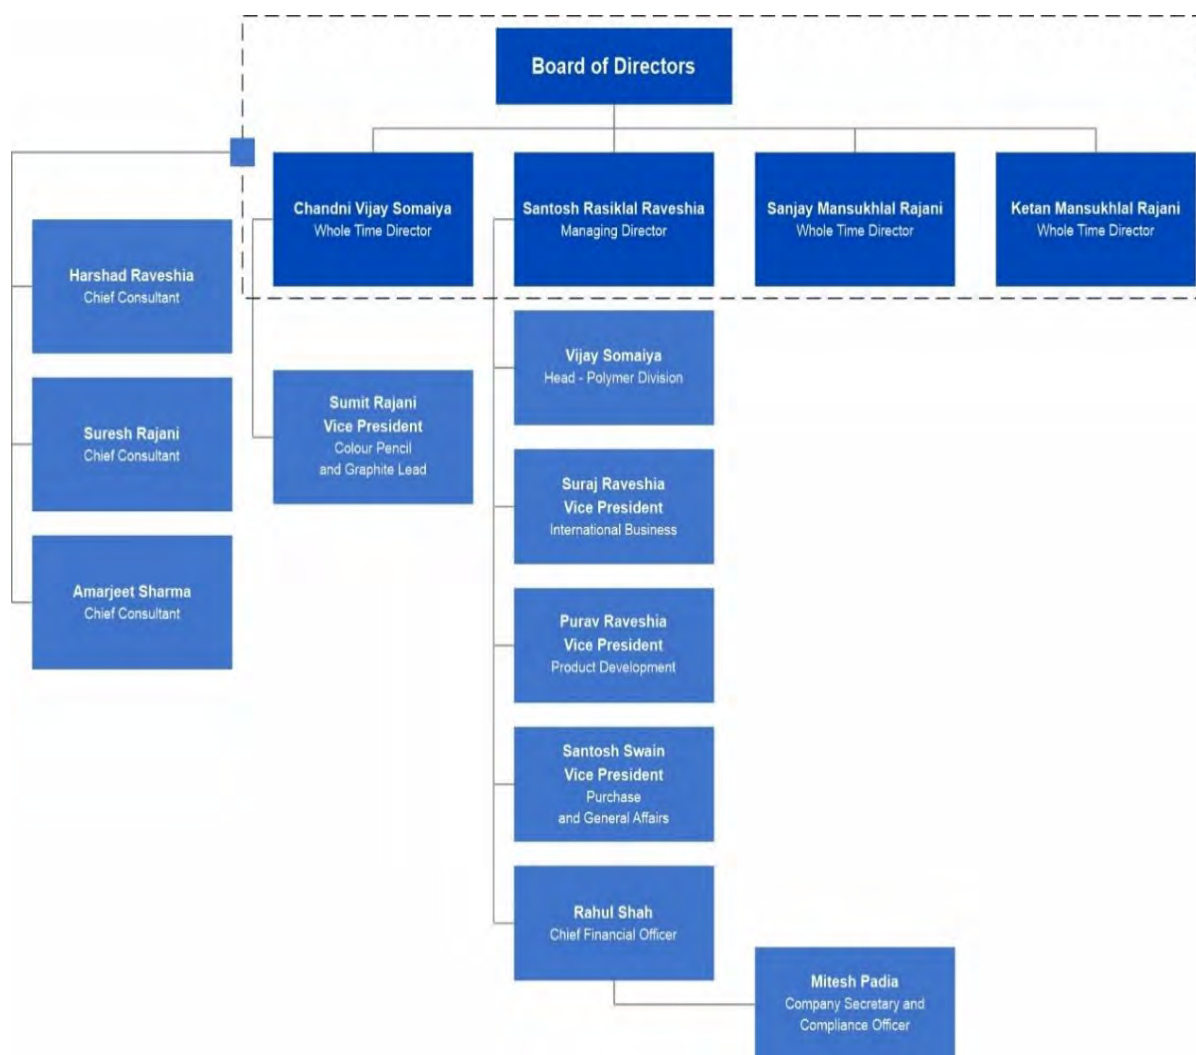 Board of Directors
Chandni Vijay Somaiya
Whole Time Director
Santosh Rasiklal Raveshia
Managing Director
Sanjay Mansukhlal Rajani
Whole Time Director
Ketan Mansukhlal Rajani
Whole Time Director
Harshad Raveshia
Chief Consultant
Suresh Rajani
Chief Consultant
Amarjeet Sharma
Chief Consultant
Sumit Rajani
Vice President
Colour Pencil
and Graphite Lead
Vijay Somaiya
Head - Polymer Division
Suraj Raveshia
Vice President
International Business
Purav Raveshia
Vice President
Product Development
Santosh Swain
Vice President
Purchase
and General Affairs
Rahul Shah
Chief Financial Officer
Mitesh Padia
Company Secretary and
Compliance Officer